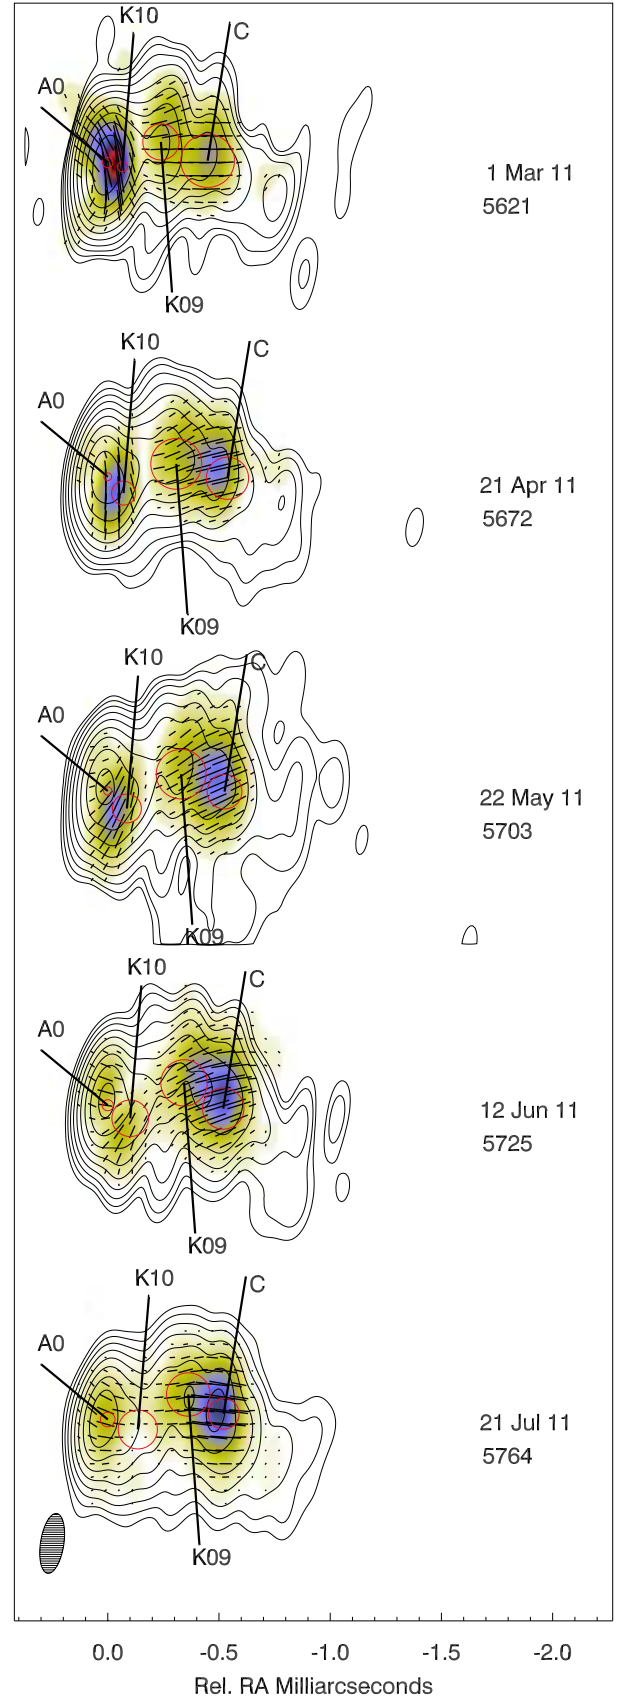 K10
C
A0
1 Mar 11
5621
K09
K10
C
A0
21 Apr 11
5672
K09
K10
C
A0
22 May 11
5703
K09
K10
C
A0
12 Jun 11
5725
K09
K10
C
A0
21 Jul 11
5764
K09
0.0 -0.5 -1.0 -1.5 -2.0
Rel. RA Milliarcseconds